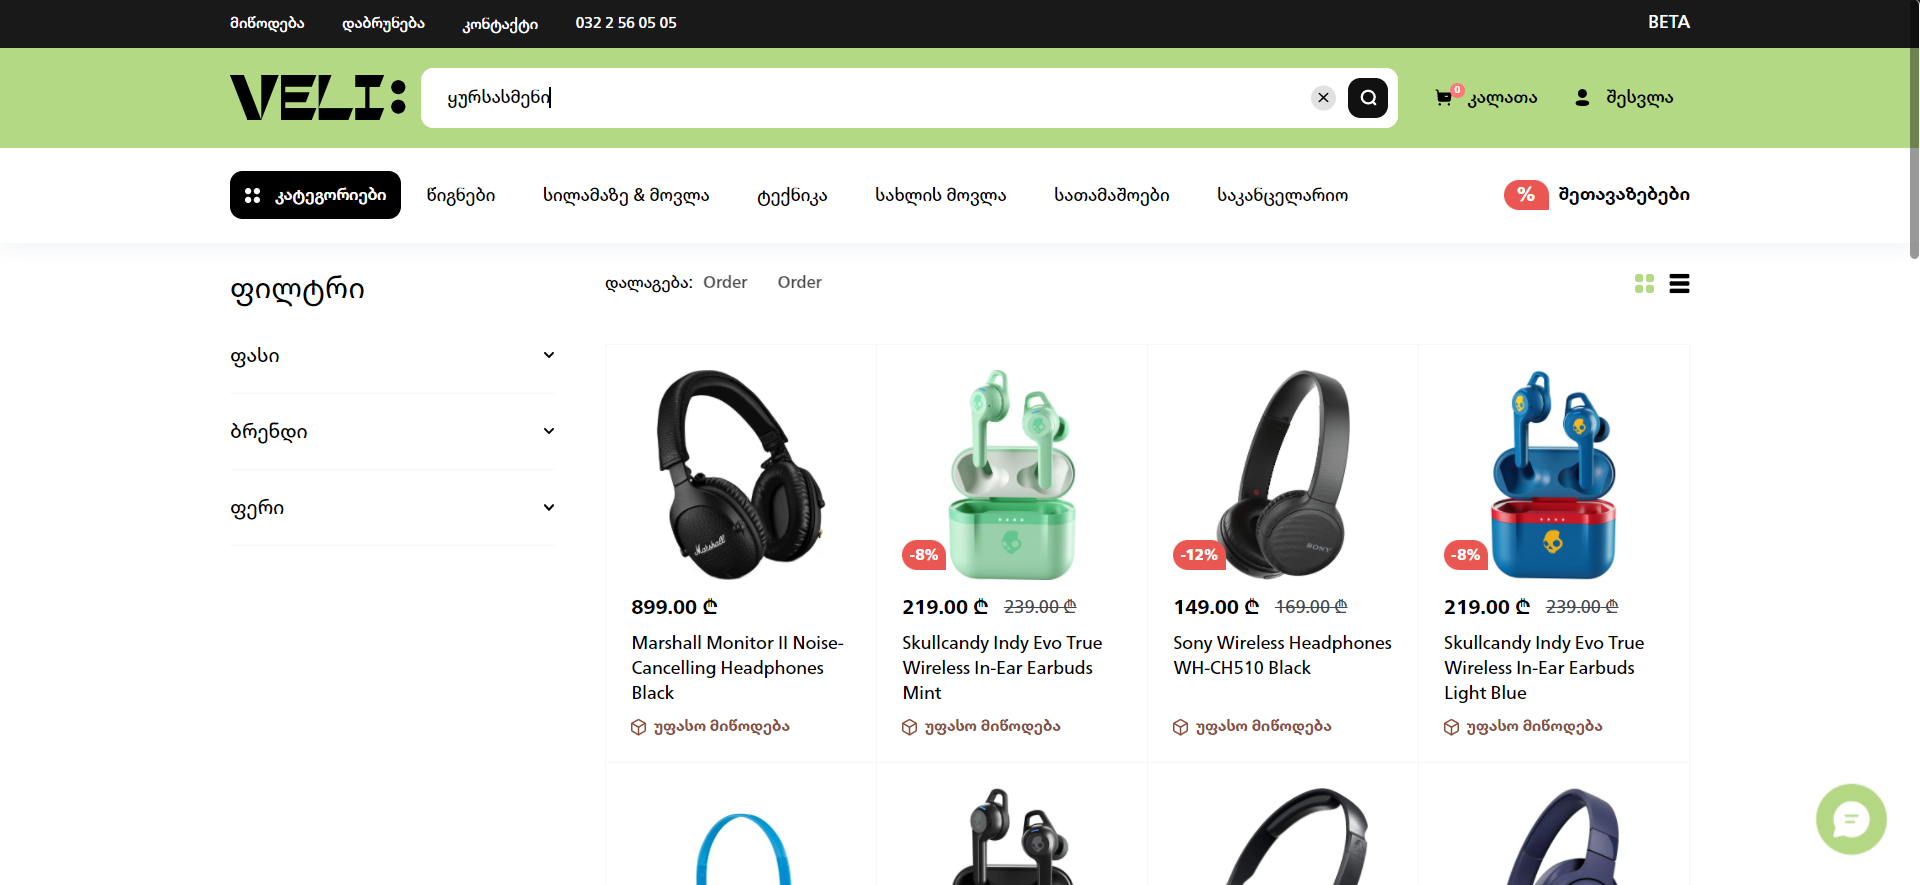 მიწოდება დაბრუნება კონტაქტი 032 2 56 05 05 BETA
VELI:
ყურსასმენი
0 კალათა შესვლა
კატეგორიები წიგნები სილამაზე & მოვლა ტექნიკა სახლის მოვლა სათამაშოები საკანცელარიო % შეთავაზებები
ფილტრი
ფასი
ბრენდი
ფერი
დალაგება: Order Order
Marshall
SONY
-8%
-12%
-8%
899.00 ₾
Marshall Monitor II Noise-
Cancelling Headphones
Black
უფასო მიწოდება
219.00 ₾ 239.00 ₾
Skullcandy Indy Evo True
Wireless In-Ear Earbuds
Mint
უფასო მიწოდება
149.00 ₾ 169.00 ₾
Sony Wireless Headphones
WH-CH510 Black
უფასო მიწოდება
219.00 ₾ 239.00 ₾
Skullcandy Indy Evo True
Wireless In-Ear Earbuds
Light Blue
უფასო მიწოდება